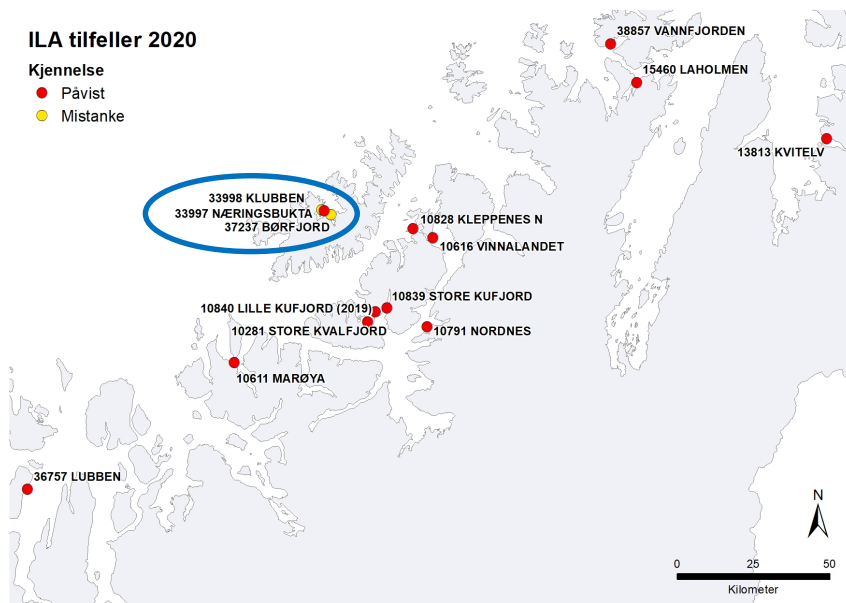 ILA tilfeller 2020
Kjennelse
Påvist
Mistanke
38857 VANNFJORDEN
15460 LAHOLMEN
13813 KVITELV
33998 KLUBBEN
33997 NÆRINGSBUKTA
37237 BØRFJORD
10828 KLEPPENES N
10616 VINNALANDET
10839 STORE KUFJORD
10840 LILLE KUFJORD (2019)
10281 STORE KVALFJORD
10791 NORDNES
10611 MARØYA
36757 LUBBEN
N
0 25 50
Kilometer